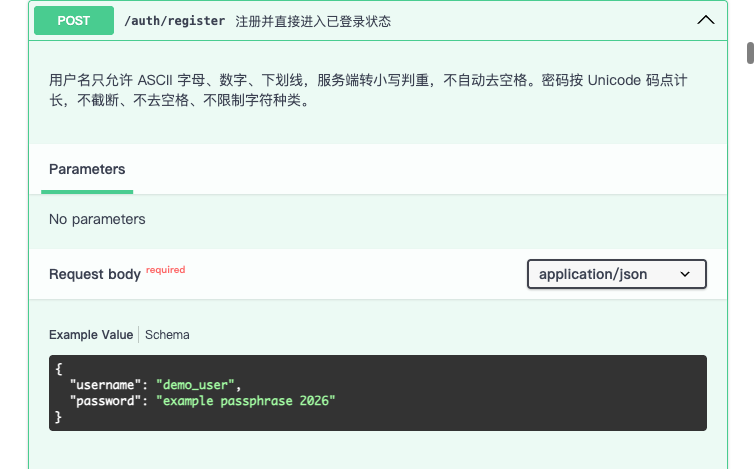 POST /auth/register 注册并直接进入已登录状态
用户名只允许 ASCII 字母、数字、下划线，服务端转小写判重，不自动去空格。密码按 Unicode 码点计
长，不截断、不去空格、不限制字符种类。
Parameters
No parameters
Request body required application/json
Example Value Schema
{
"username": "demo_user",
"password": "example passphrase 2026"
}